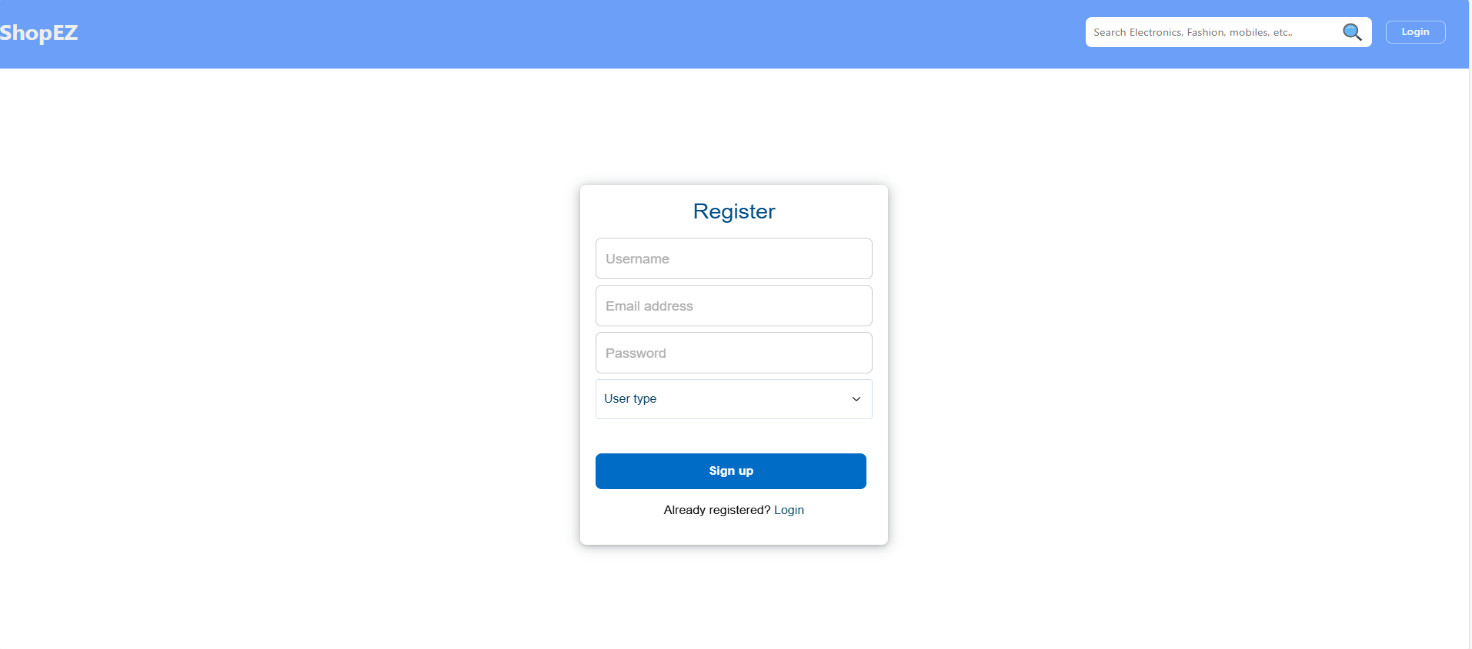 ShopEZ
Search Electronics, Fashion, mobiles, etc.,
Login
Register
Username
Email address
Password
User type
Sign up
Already registered? Login